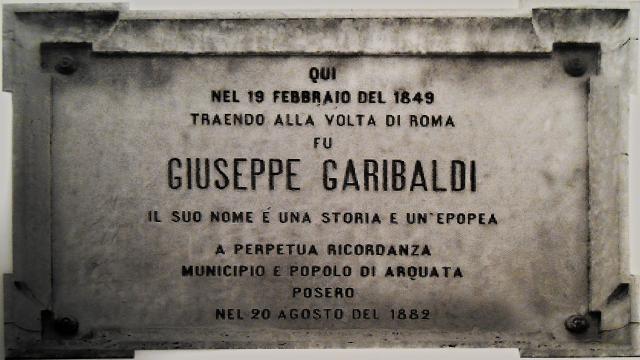 QUI
NEL 19 FEBBRAIO DEL 1849
TRAENDO ALLA VOLTA DI ROMA
FU
GIUSEPPE GARIBALDI
IL SUO NOME È UNA STORIA E UN'EPOPEA
A PERPETUA RICORDANZA
MUNICIPIO E POPOLO DI ARQUATA
POSERO
NEL 20 AGOSTO DEL 1882